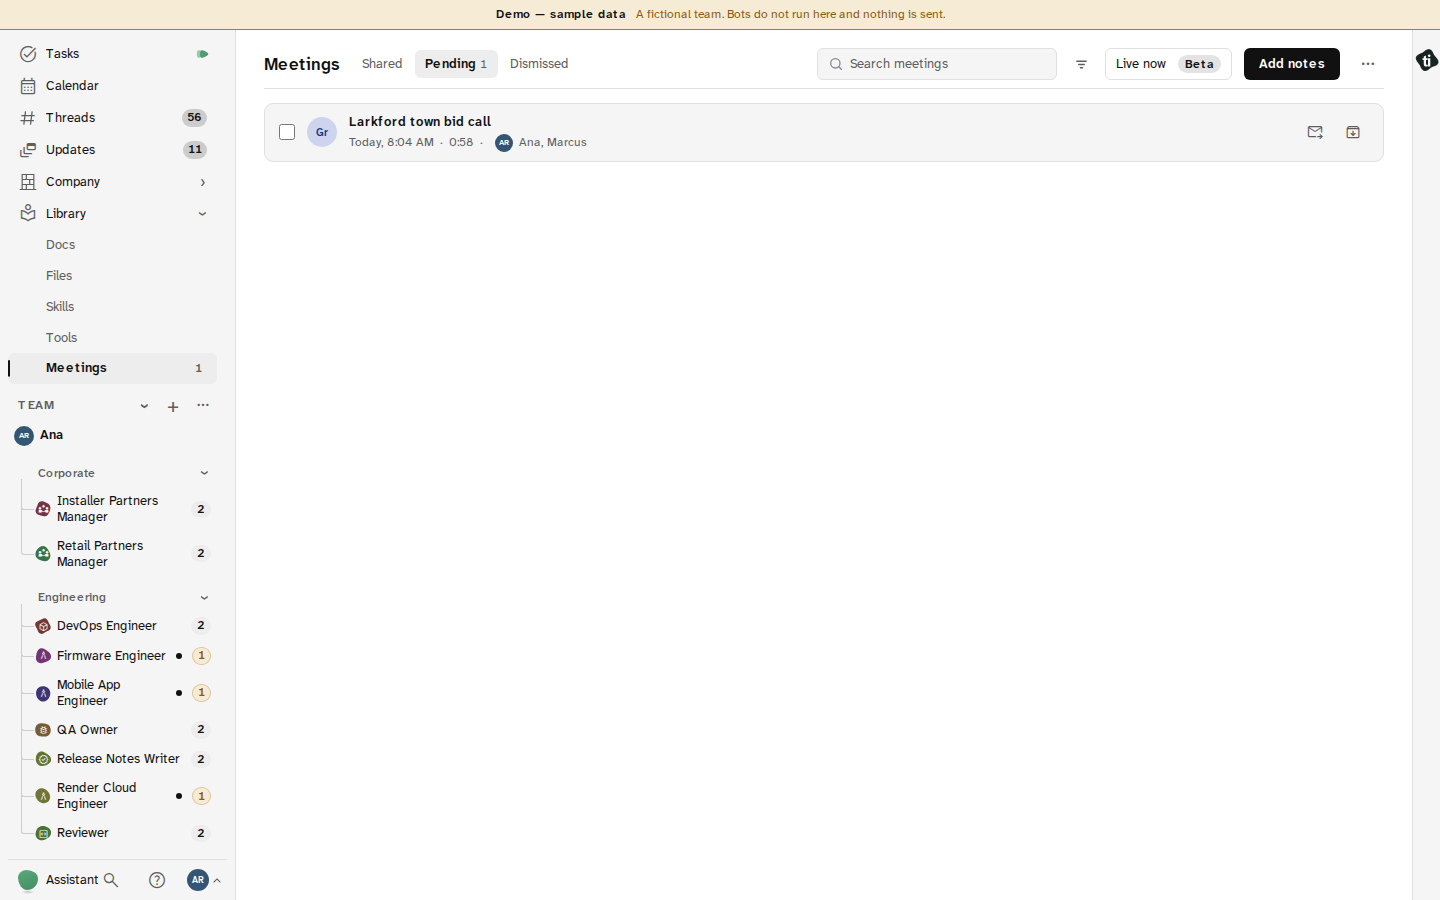 Demo — sample data A fictional team. Bots do not run here and nothing is sent.
Tasks
Calendar
Threads 56
Updates 11
Company
Library
Docs
Files
Skills
Tools
Meetings 1
TEAM
AR Ana
Corporate
Installer Partners
Manager 2
Retail Partners
Manager 2
Engineering
DevOps Engineer 2
Firmware Engineer 1
Mobile App
Engineer 1
QA Owner 2
Release Notes Writer 2
Render Cloud
Engineer 1
Reviewer 2
Assistant AR
Meetings Shared Pending 1 Dismissed Search meetings Live now Beta Add notes
Gr Larkford town bid call
Today, 8:04 AM · 0:58 · AR Ana, Marcus
ti